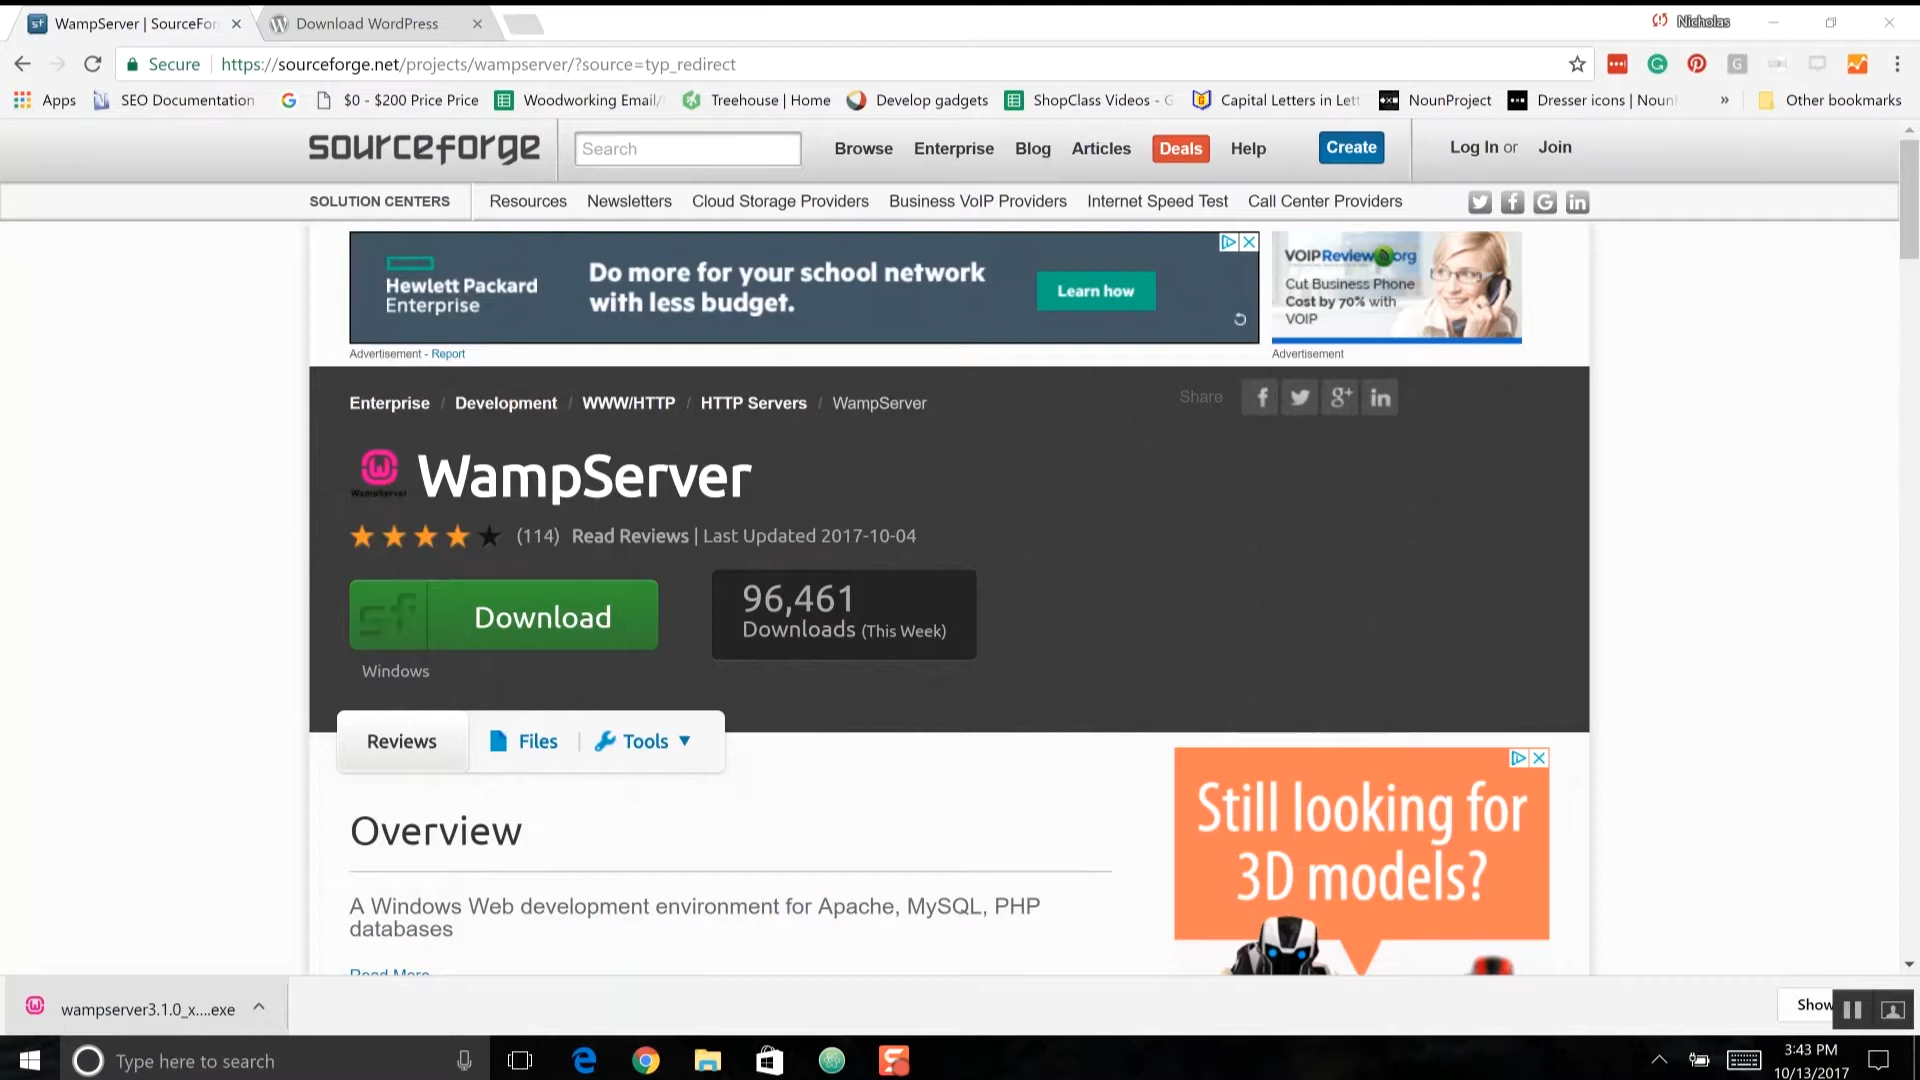 WampServer | SourceFor
Download WordPress
Nicholas
Secure
https://sourceforge.net/projects/wampserver/?source=typ_redirect
Apps
SEO Documentation
$0 - $200 Price Price
Woodworking Email/
Treehouse | Home
Develop gadgets
ShopClass Videos - G
Capital Letters in Lett
NounProject
Dresser icons | Noun
»
Other bookmarks
sourceforge
Search
Browse
Enterprise
Blog
Articles
Deals
Help
Create
Log In or Join
SOLUTION CENTERS
Resources
Newsletters
Cloud Storage Providers
Business VoIP Providers
Internet Speed Test
Call Center Providers
Hewlett Packard
Enterprise
Do more for your school network
with less budget.
Learn how
VOIPReview.org
Cut Business Phone
Cost by 70% with
VOIP
Advertisement - Report
Advertisement
Enterprise / Development / WWW/HTTP / HTTP Servers / WampServer
Share
WampServer
WampServer
(114) Read Reviews | Last Updated 2017-10-04
sf
Download
96,461
Downloads (This Week)
Windows
Reviews
Files
Tools
Overview
A Windows Web development environment for Apache, MySQL, PHP
databases
Read More
Still looking for
3D models?
wampserver3.1.0_x....exe
Show
Type here to search
3:43 PM
10/13/2017